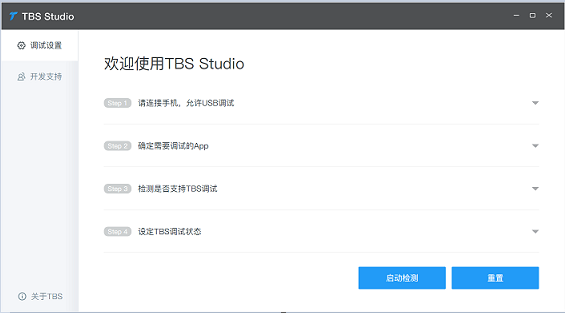 TBS Studio
调试设置
开发支持
欢迎使用TBS Studio
Step 1 请连接手机，允许USB调试
Step 2 确定需要调试的App
Step 3 检测是否支持TBS调试
Step 4 设定TBS调试状态
启动检测 重置
关于TBS